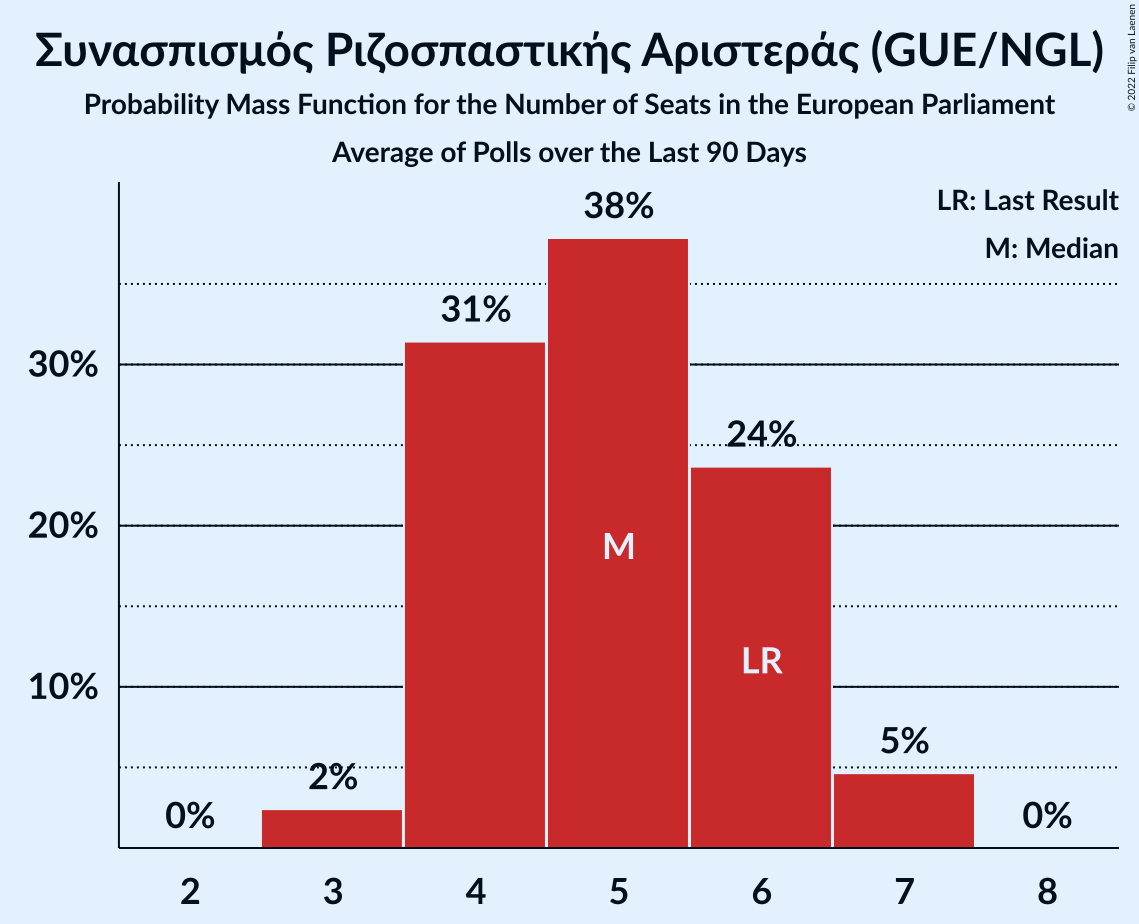 Συνασπισμός Ριζοσπαστικής Αριστεράς (GUE/NGL)
Probability Mass Function for the Number of Seats in the European Parliament
Average of Polls over the Last 90 Days
© 2022 Filip van Laenen
LR: Last Result
M: Median
38%
31%
30%
24%
20%
M
LR
10%
5%
2%
0%
0%
2 3 4 5 6 7 8